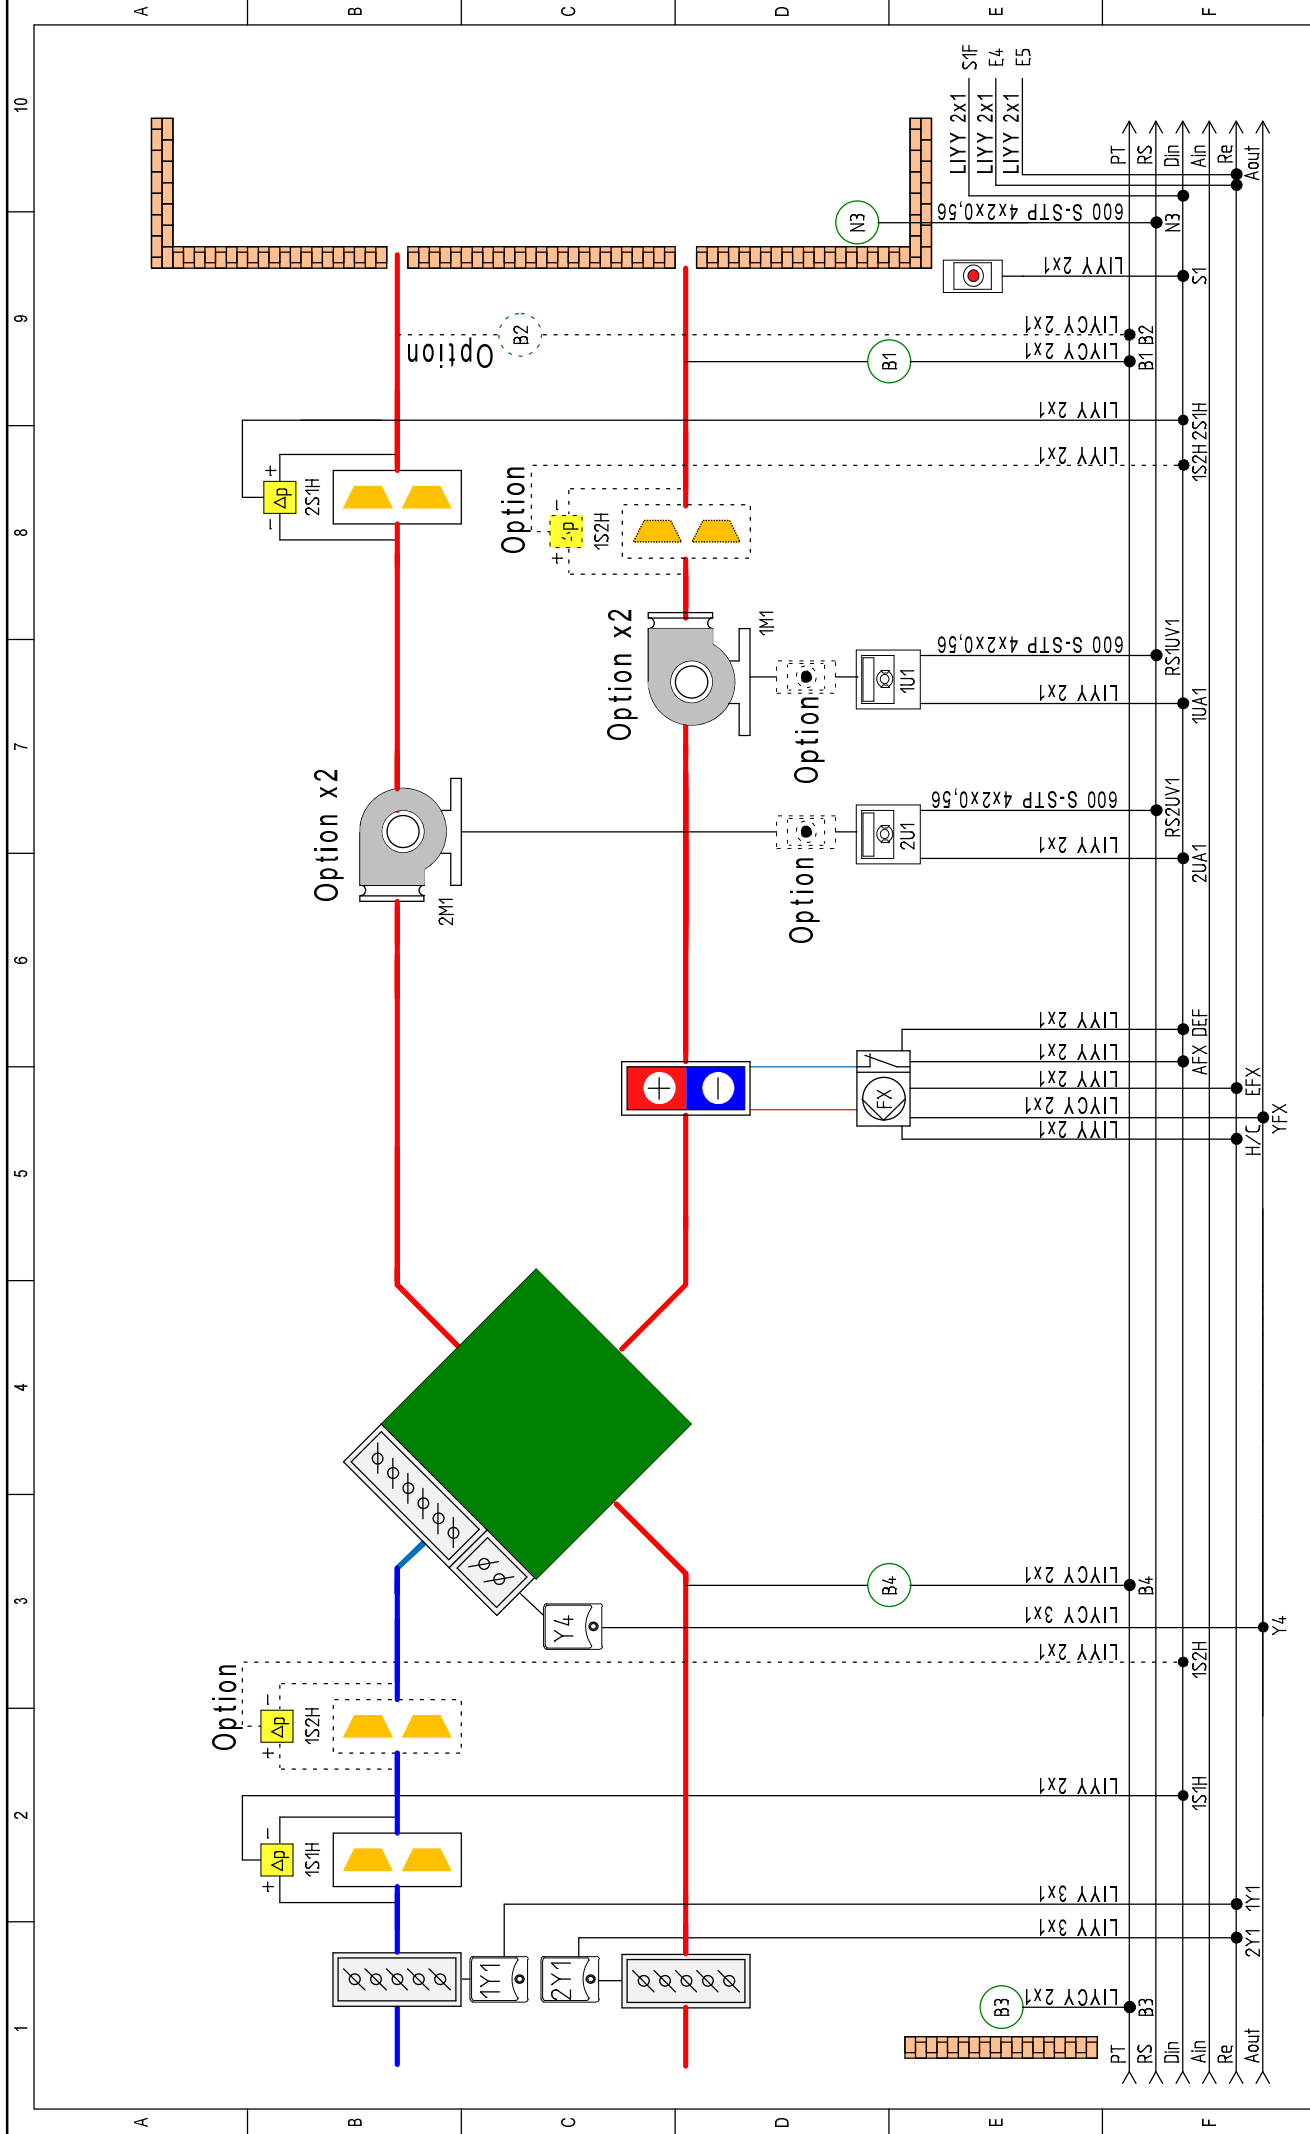 A
B
C
D
E
F
10
9
8
7
6
5
4
3
2
1
S1F
E4
E5
LIYY 2x1
LIYY 2x1
LIYY 2x1
PT
RS
Din
Ain
Re
Aout
N3
600 S-STP 4x2x0,56
N3
LIYY 2x1
S1
B2
Option
LIYCY 2x1
B2
B1
LIYCY 2x1
B1
LIYY 2x1
2S1H
LIYY 2x1
1S2H
+
Δp
-
2S1H
Option
-
p
+
1S2H
Option x2
1M1
Option
1U1
600 S-STP 4x2x0,56
RS1UV1
LIYY 2x1
1UA1
Option x2
2M1
Option
2U1
600 S-STP 4x2x0,56
RS2UV1
LIYY 2x1
2UA1
+
-
FX
LIYY 2x1
DEF
LIYY 2x1
AFX
LIYY 2x1
EFX
LIYCY 2x1
YFX
LIYY 2x1
H/C
B4
LIYCY 2x1
B4
Y4
LIYCY 3x1
Y4
LIYY 2x1
1S2H
Option
-
Δp
+
1S2H
LIYY 2x1
1S1H
-
Δp
+
1S1H
LIYY 3x1
1Y1
LIYY 3x1
2Y1
1Y1
2Y1
B3
LIYCY 2x1
B3
PT
RS
Din
Ain
Re
Aout
A
B
C
D
E
F